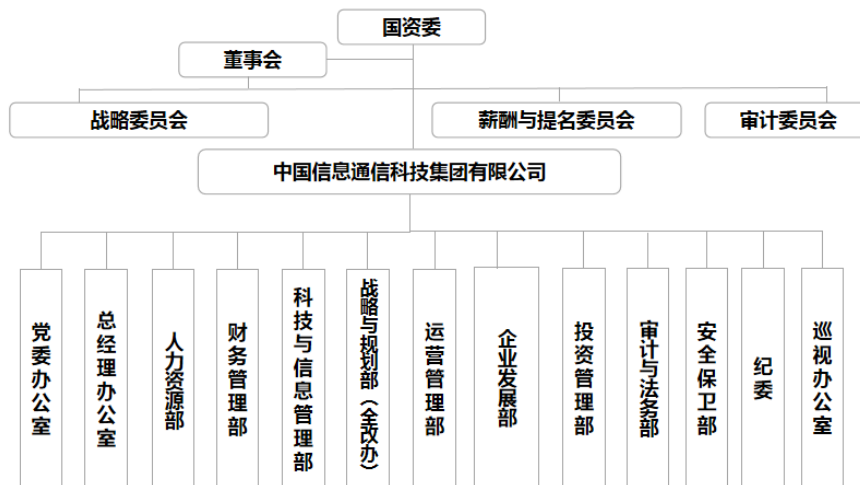 国资委
董事会
战略委员会
薪酬与提名委员会
审计委员会
中国信息通信科技集团有限公司
党委办公室
总经理办公室
人力资源部
财务管理部
科技与信息管理部
战略与规划部（全改办）
运营管理部
企业发展部
投资管理部
审计与法务部
安全保卫部
纪委
巡视办公室